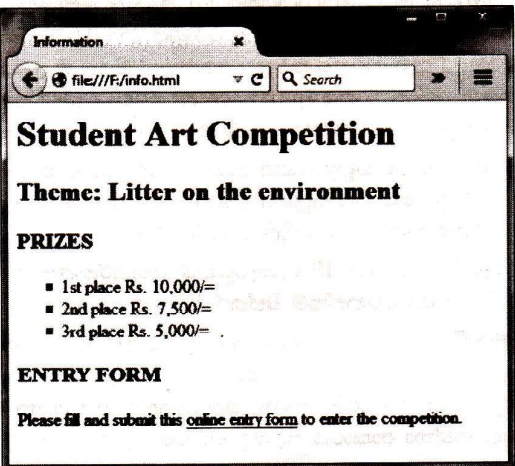 Information
file:///F:/info.html
Search
Student Art Competition
Theme: Litter on the environment
PRIZES
1st place Rs. 10,000/=
2nd place Rs. 7,500/=
3rd place Rs. 5,000/=
ENTRY FORM
Please fill and submit this online entry form to enter the competition.